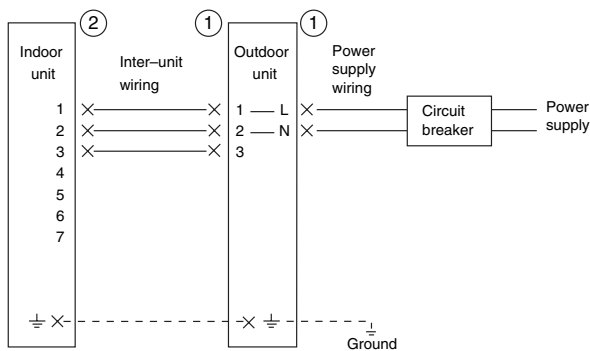 2
1
1
Indoor
unit
Inter–unit
wiring
Outdoor
unit
Power
supply
wiring
Circuit
breaker
Power
supply
1
2
3
4
5
6
7
1 L
2 N
3
Ground